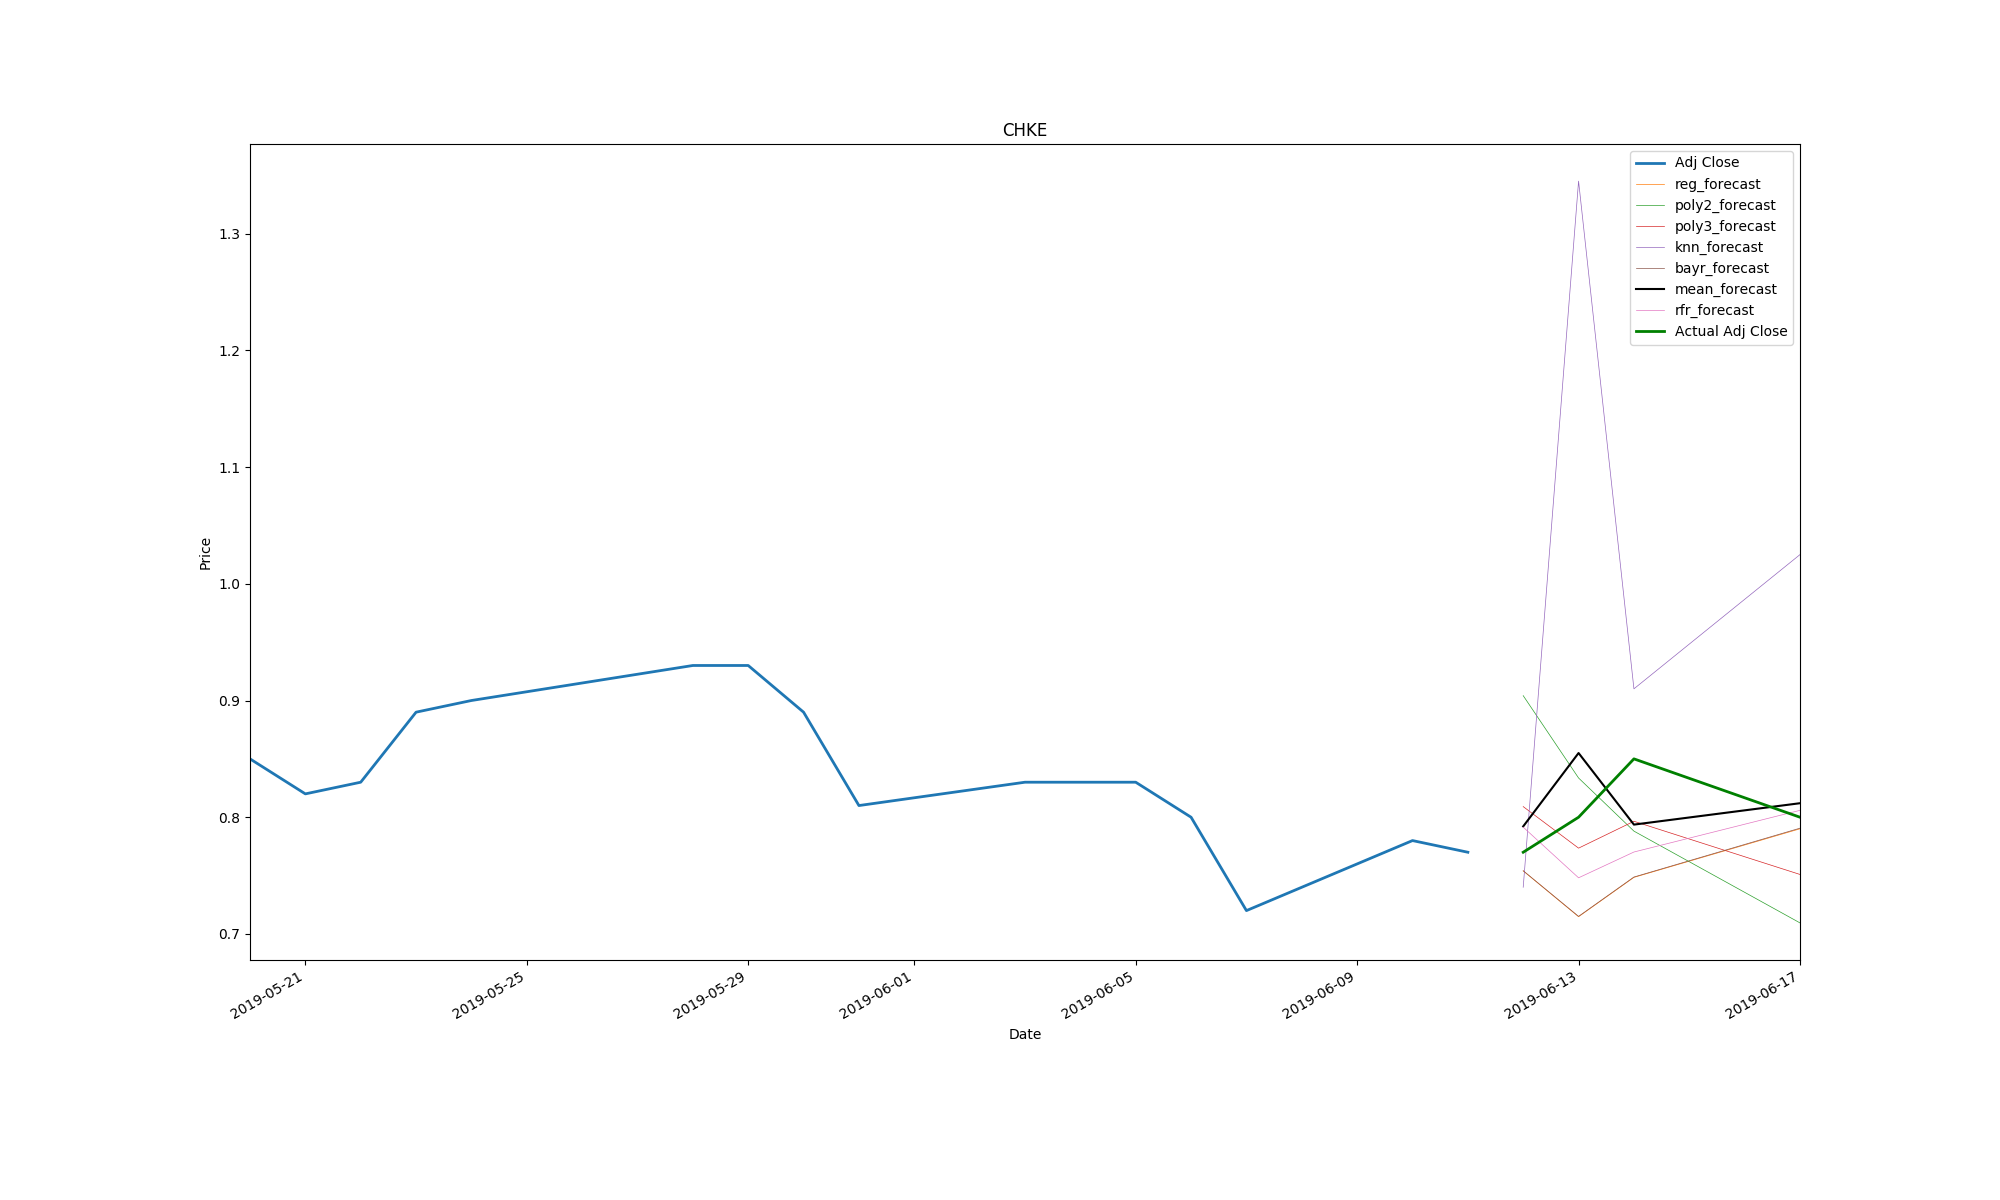 CHKE
Adj Close
reg_forecast
poly2_forecast
poly3_forecast
knn_forecast
bayr_forecast
mean_forecast
rfr_forecast
Actual Adj Close
Price
1.3
1.2
1.1
1.0
0.9
0.8
0.7
2019-05-21
2019-05-25
2019-05-29
2019-06-01
2019-06-05
2019-06-09
2019-06-13
2019-06-17
Date